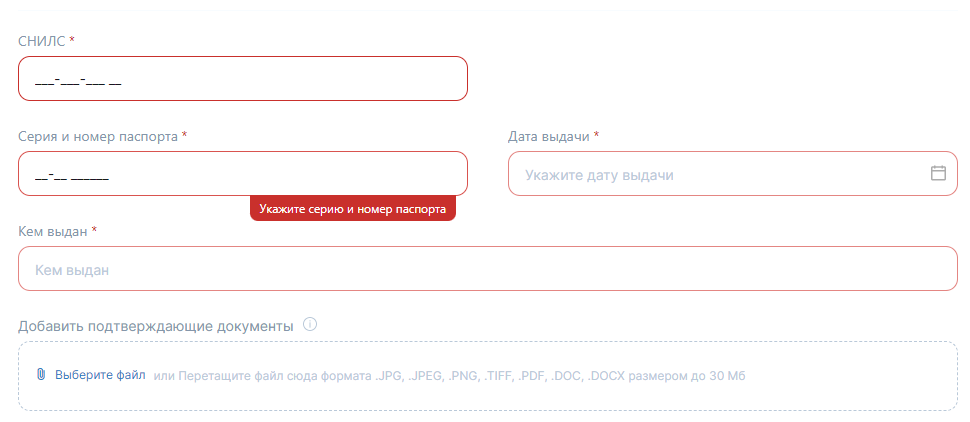 СНИЛС *
___-___-___ __
Серия и номер паспорта * Дата выдачи *
__-__ ______ Укажите дату выдачи
Укажите серию и номер паспорта
Кем выдан *
Кем выдан
Добавить подтверждающие документы
Выберите файл или Перетащите файл сюда формата .JPG, .JPEG, .PNG, .TIFF, .PDF, .DOC, .DOCX размером до 30 Мб